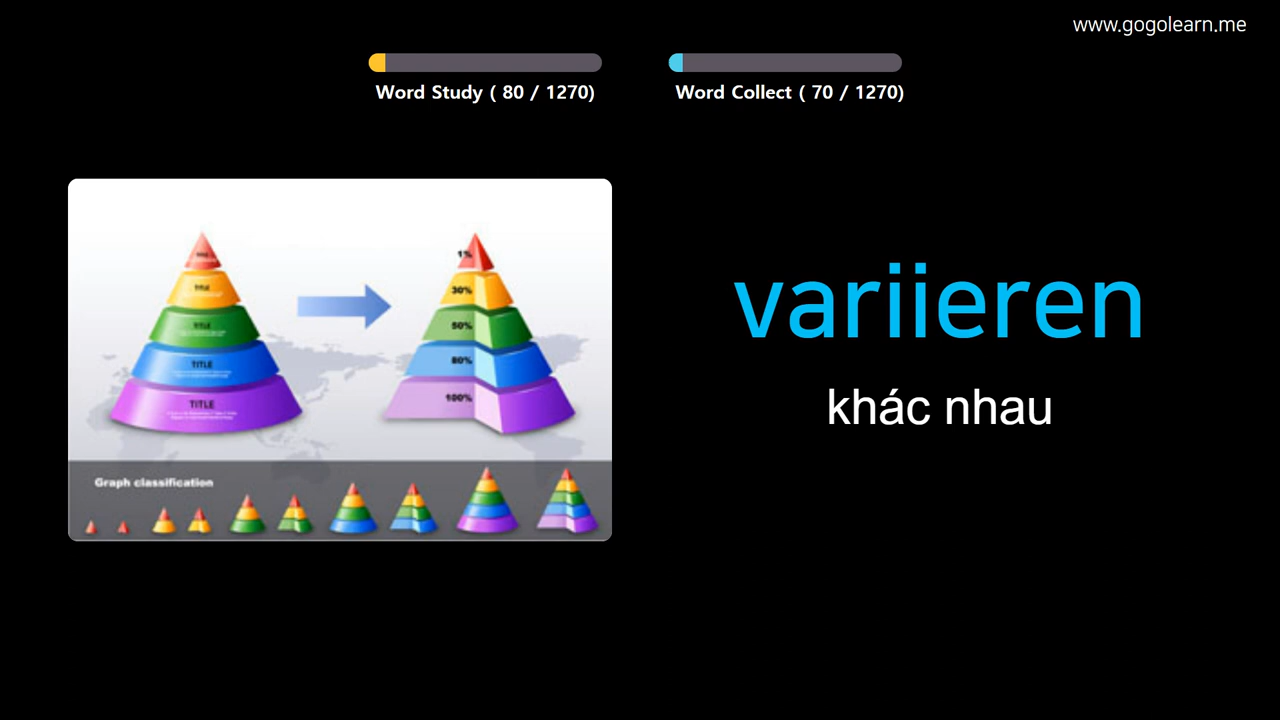 www.gogolearn.me
Word Study ( 80 / 1270)
Word Collect ( 70 / 1270)
TITLE
TITLE
TITLE
TITLE
1%
30%
50%
80%
100%
Graph classification
variieren
khác nhau